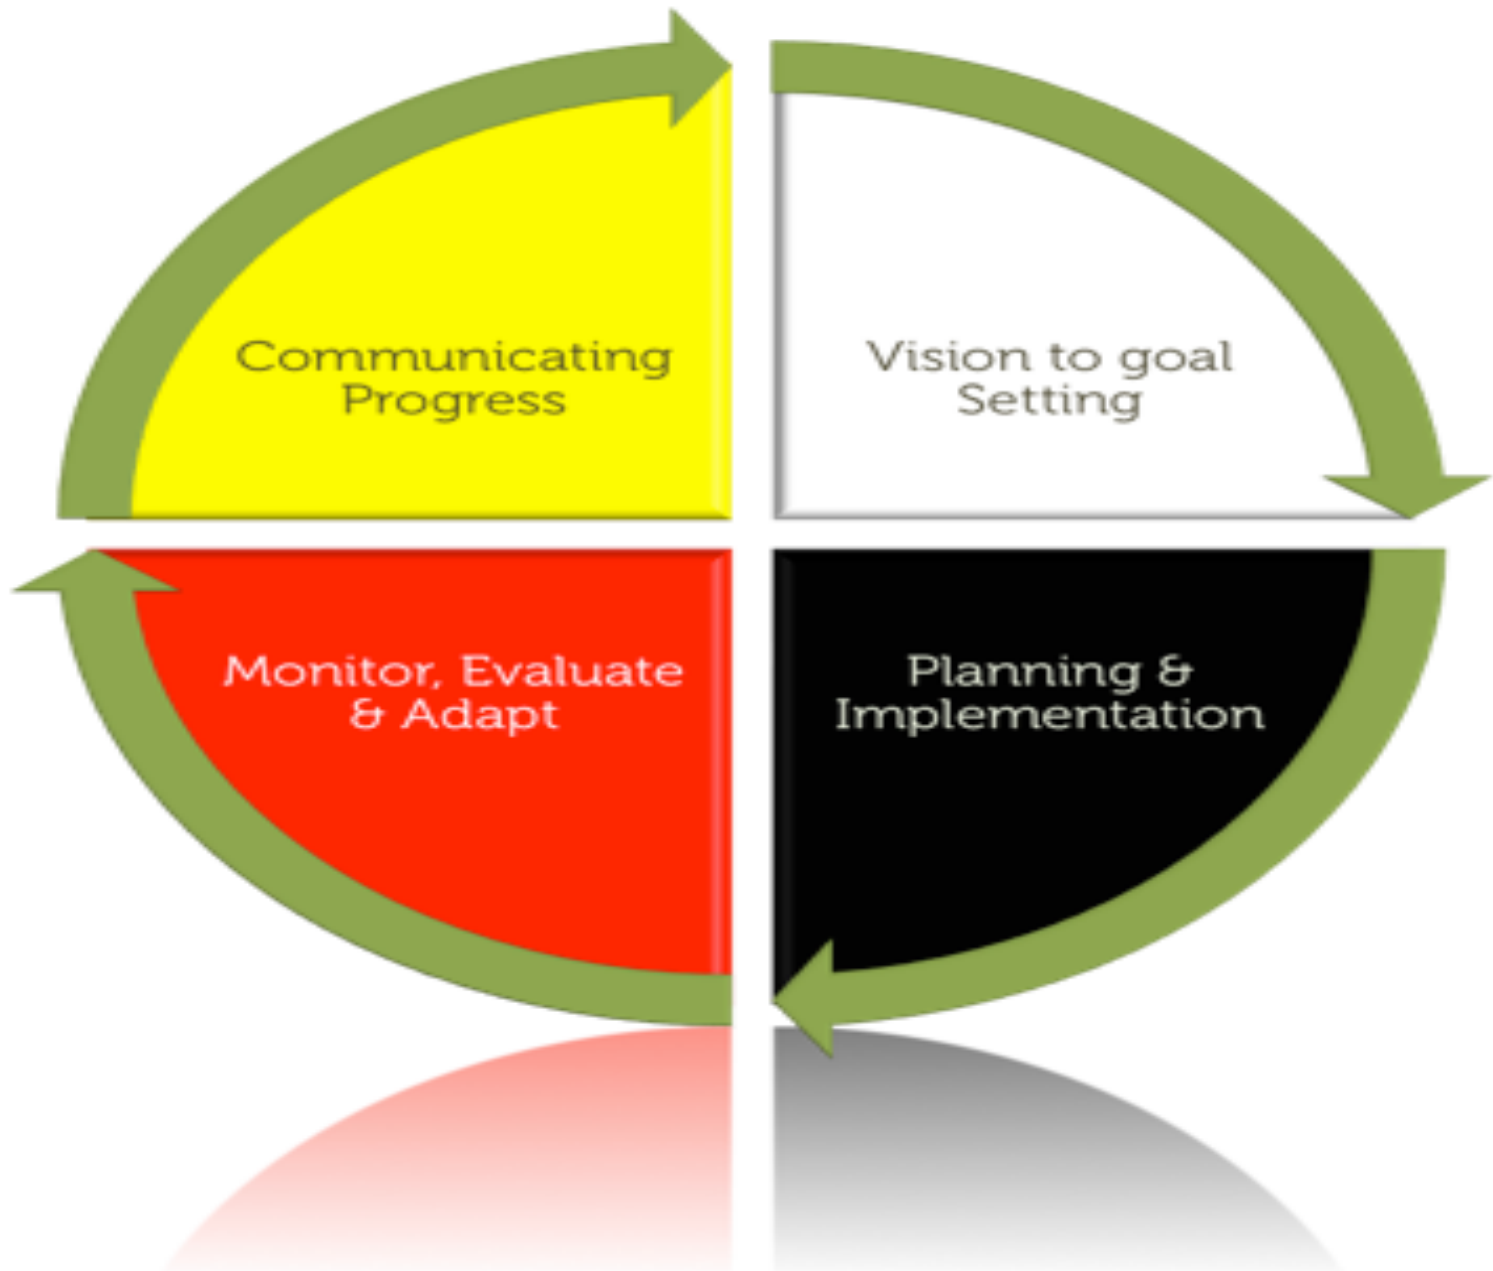 Communicating
Progress
Vision to goal
Setting
Monitor, Evaluate
& Adapt
Planning &
Implementation